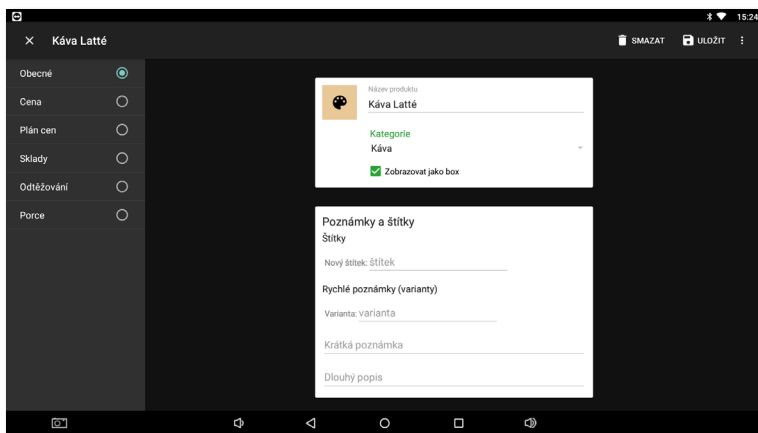 15:24
Káva Latté
SMAZAT
ULOŽIT
Obecné
Cena
Plán cen
Sklady
Odtěžování
Porce
Název produktu
Káva Latté
Kategorie
Káva
Zobrazovat jako box
Poznámky a štítky
Štítky
Nový štítek: štítek
Rychlé poznámky (varianty)
Varianta: varianta
Krátká poznámka
Dlouhý popis